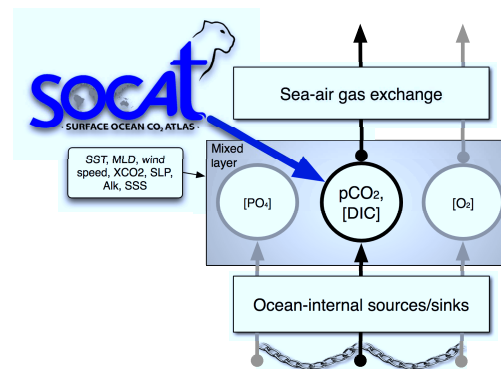 SOCAt
- SURFACE OCEAN CO₂ ATLAS -
Sea-air gas exchange
Mixed
layer
SST, MLD, wind
speed, XCO2, SLP,
Alk, SSS
[PO₄]
pCO₂,
[DIC]
[O₂]
Ocean-internal sources/sinks